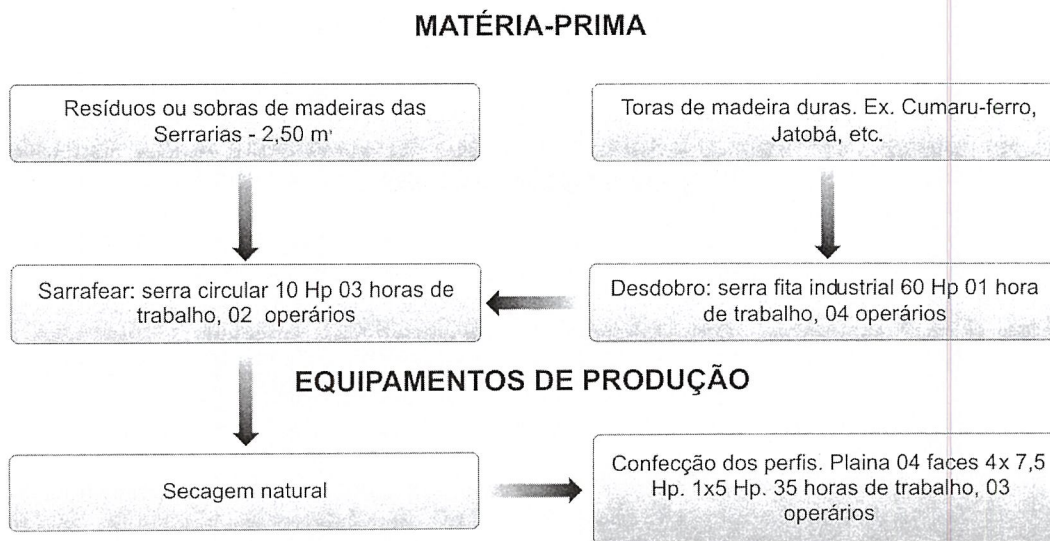 MATÉRIA-PRIMA
Resíduos ou sobras de madeiras das
Serrarias - 2,50 m³
Toras de madeira duras. Ex. Cumaru-ferro,
Jatobá, etc.
Sarrafear: serra circular 10 Hp 03 horas de
trabalho, 02 operários
Desdobro: serra fita industrial 60 Hp 01 hora
de trabalho, 04 operários
EQUIPAMENTOS DE PRODUÇÃO
Secagem natural
Confecção dos perfis. Plaina 04 faces 4x 7,5
Hp. 1x5 Hp. 35 horas de trabalho, 03
operários